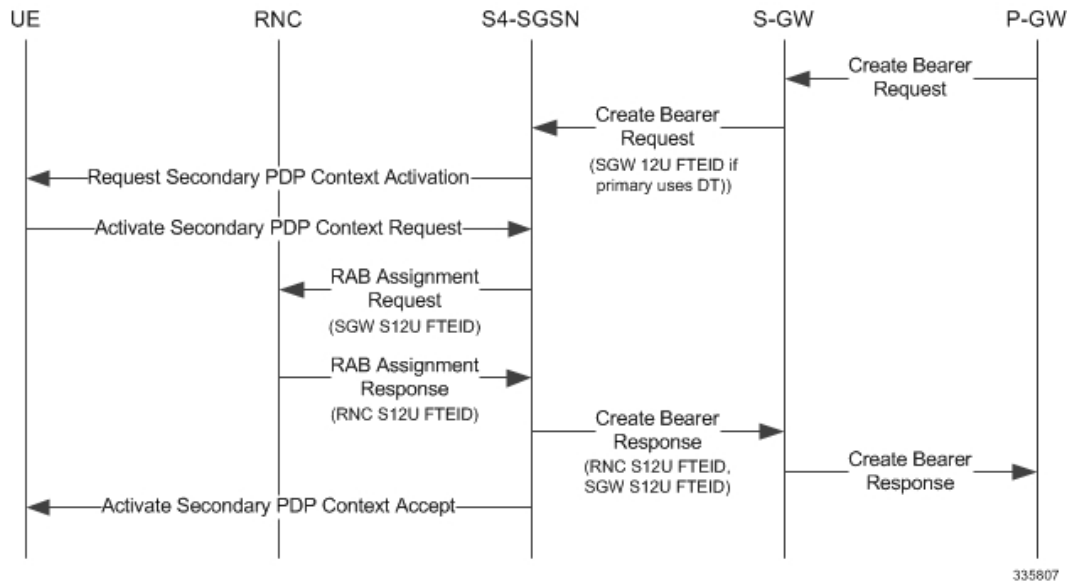 UE RNC S4-SGSN S-GW P-GW
Create Bearer
Request
Create Bearer
Request
(SGW 12U FTEID if
primary uses DT))
Request Secondary PDP Context Activation
Activate Secondary PDP Context Request
RAB Assignment
Request
(SGW S12U FTEID)
RAB Assignment
Response
(RNC S12U FTEID)
Create Bearer
Response
(RNC S12U FTEID,
SGW S12U FTEID)
Create Bearer
Response
Activate Secondary PDP Context Accept
335807